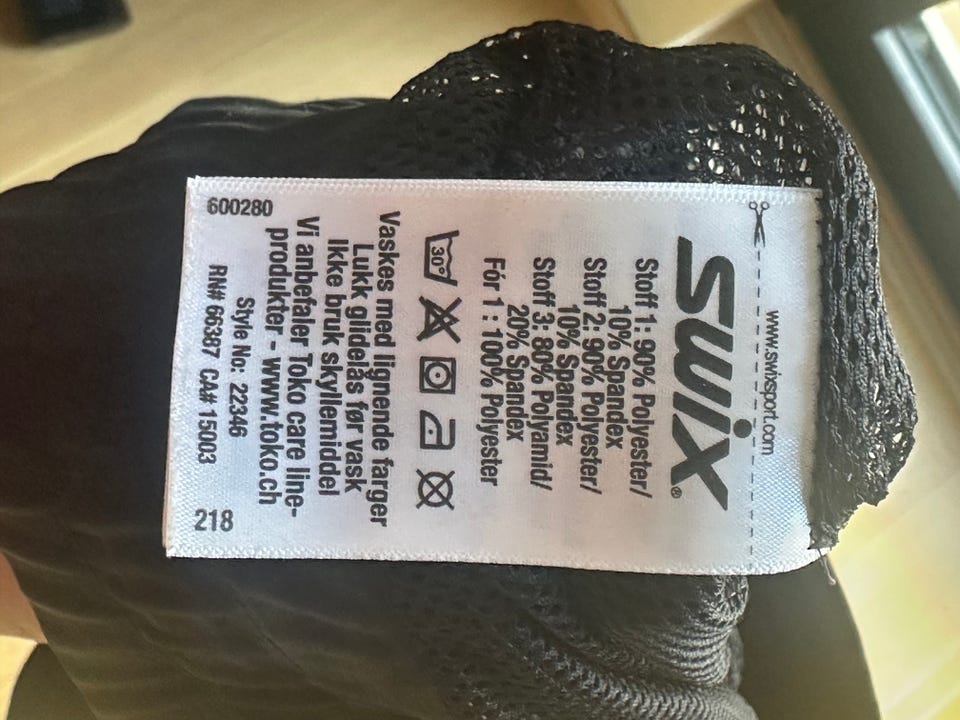 www.swixsport.com
SWIX®
Stoff 1: 90% Polyester/
10% Spandex
Stoff 2: 90% Polyester/
10% Spandex
Stoff 3: 80% Polyamid/
20% Spandex
Fór 1 : 100% Polyester
30°
Vaskes med lignende farger
Lukk glidelås før vask
Ikke bruk skyllemiddel
Vi anbefaler Toko care line-
produkter - www.toko.ch
Style No: 22346
RN# 66387 CA# 15003
600280
218